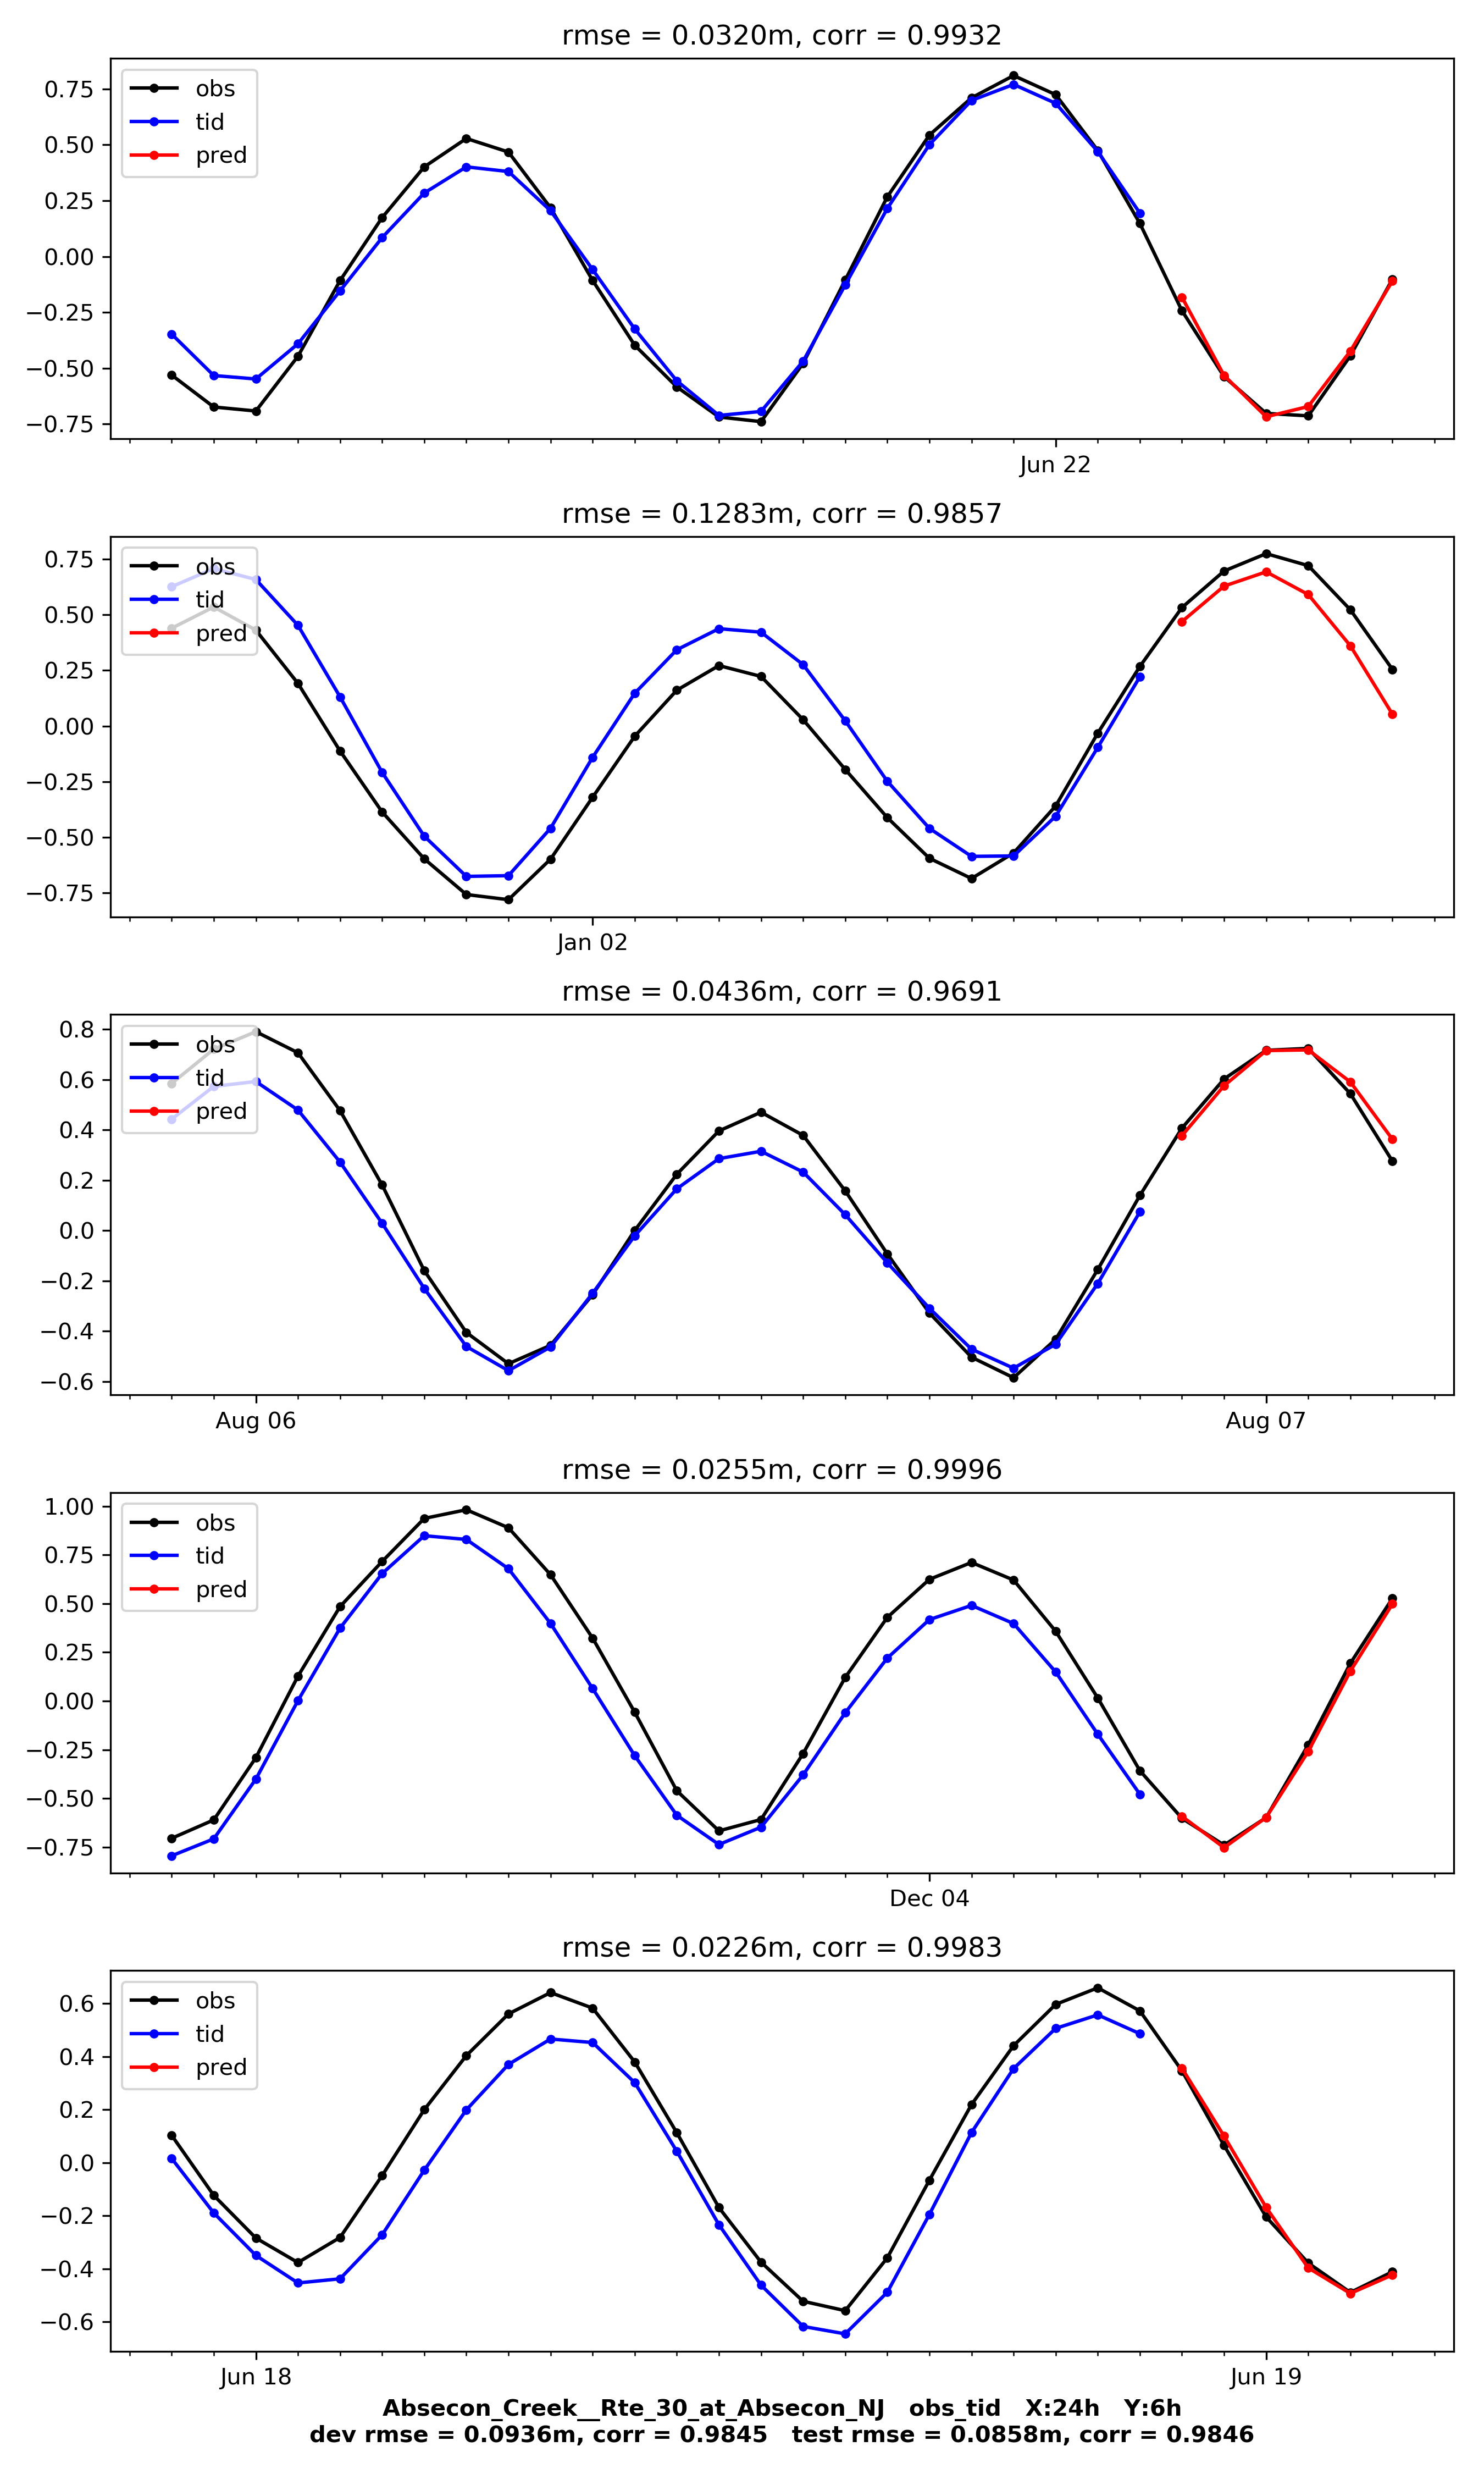 rmse = 0.0320m, corr = 0.9932
obs
tid
pred
0.75
0.50
0.25
0.00
−0.25
−0.50
−0.75
Jun 22
rmse = 0.1283m, corr = 0.9857
obs
tid
pred
0.75
0.50
0.25
0.00
−0.25
−0.50
−0.75
Jan 02
rmse = 0.0436m, corr = 0.9691
obs
tid
pred
0.8
0.6
0.4
0.2
0.0
−0.2
−0.4
−0.6
Aug 06 Aug 07
rmse = 0.0255m, corr = 0.9996
obs
tid
pred
1.00
0.75
0.50
0.25
0.00
−0.25
−0.50
−0.75
Dec 04
rmse = 0.0226m, corr = 0.9983
obs
tid
pred
0.6
0.4
0.2
0.0
−0.2
−0.4
−0.6
Jun 18 Jun 19
Absecon_Creek__Rte_30_at_Absecon_NJ obs_tid X:24h Y:6h
dev rmse = 0.0936m, corr = 0.9845 test rmse = 0.0858m, corr = 0.9846